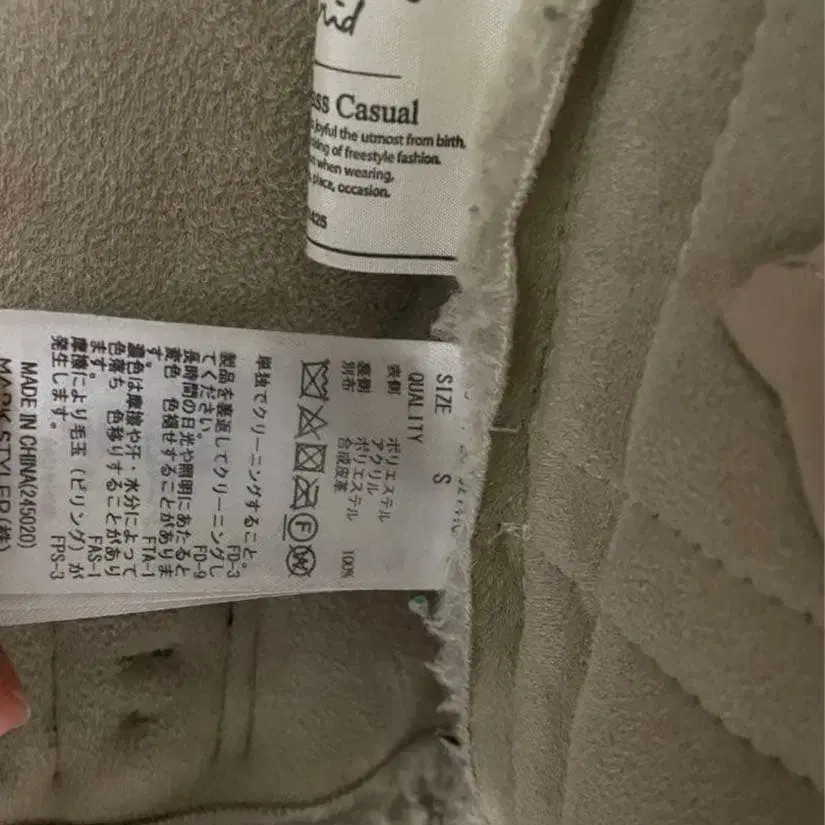 Casual
joyful the utmost from birth.
of freestyle fashion.
when wearing,
place, occasion.
SIZE S
QUALITY
表側 ポリエステル
アクリル
裏側 ポリエステル
別布 合成皮革 100%
F
単独でクリーニングすること。 FD-3
製品を裏返してクリーニングし
てください。 FD-9
長時間の日光や照明にあたると
変色・色褪せすることがありま
す。 FTA-1
濃色は摩擦や汗・水分によって
色落ち・色移りすることがあり
ます。 FAS-1
摩擦により毛玉(ピリング)が
発生します。 FPS-3
MADE IN CHINA(245020)
MARK STYLER(株)